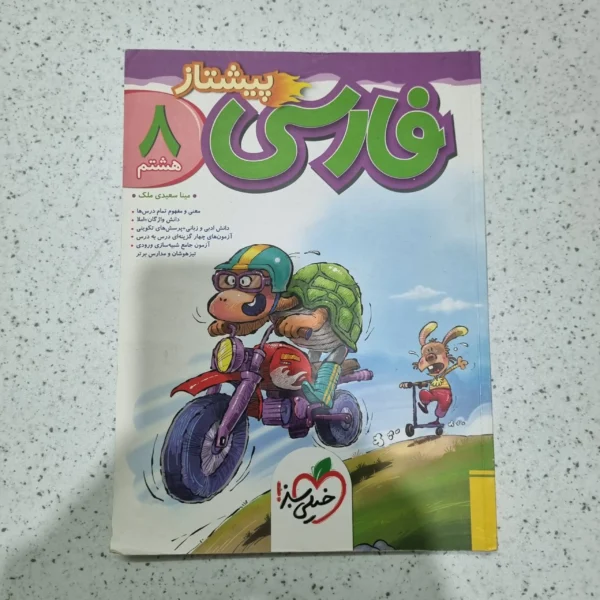 پیشتاز
فارسی
۸
هشتم
• مینا سعیدی ملک •
• معنی و مفهوم تمام درس‌ها
• دانش واژگان+املا
• دانش ادبی و زبانی+پرسش‌های تکوینی
• آزمون‌های چهارگزینه‌ای درس به درس
• آزمون جامع شبیه‌سازی ورودی
تیزهوشان و مدارس برتر
خیلی سبز!